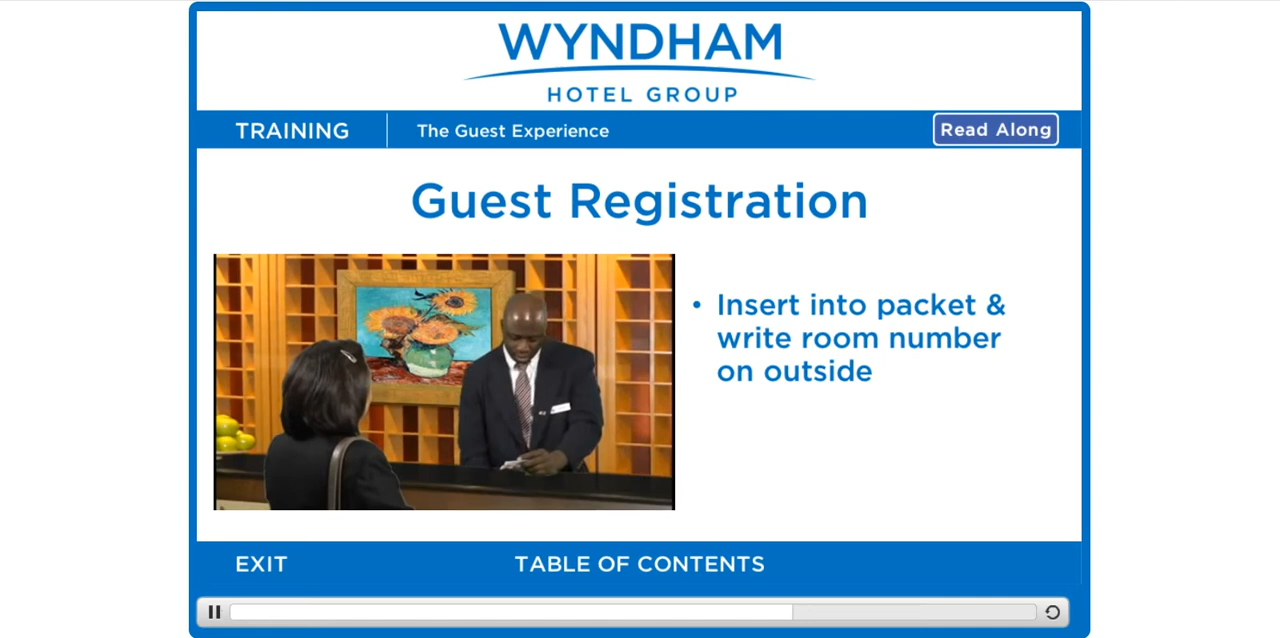 WYNDHAM
HOTEL GROUP
TRAINING
The Guest Experience
Read Along
Guest Registration
• Insert into packet &
write room number
on outside
EXIT
TABLE OF CONTENTS